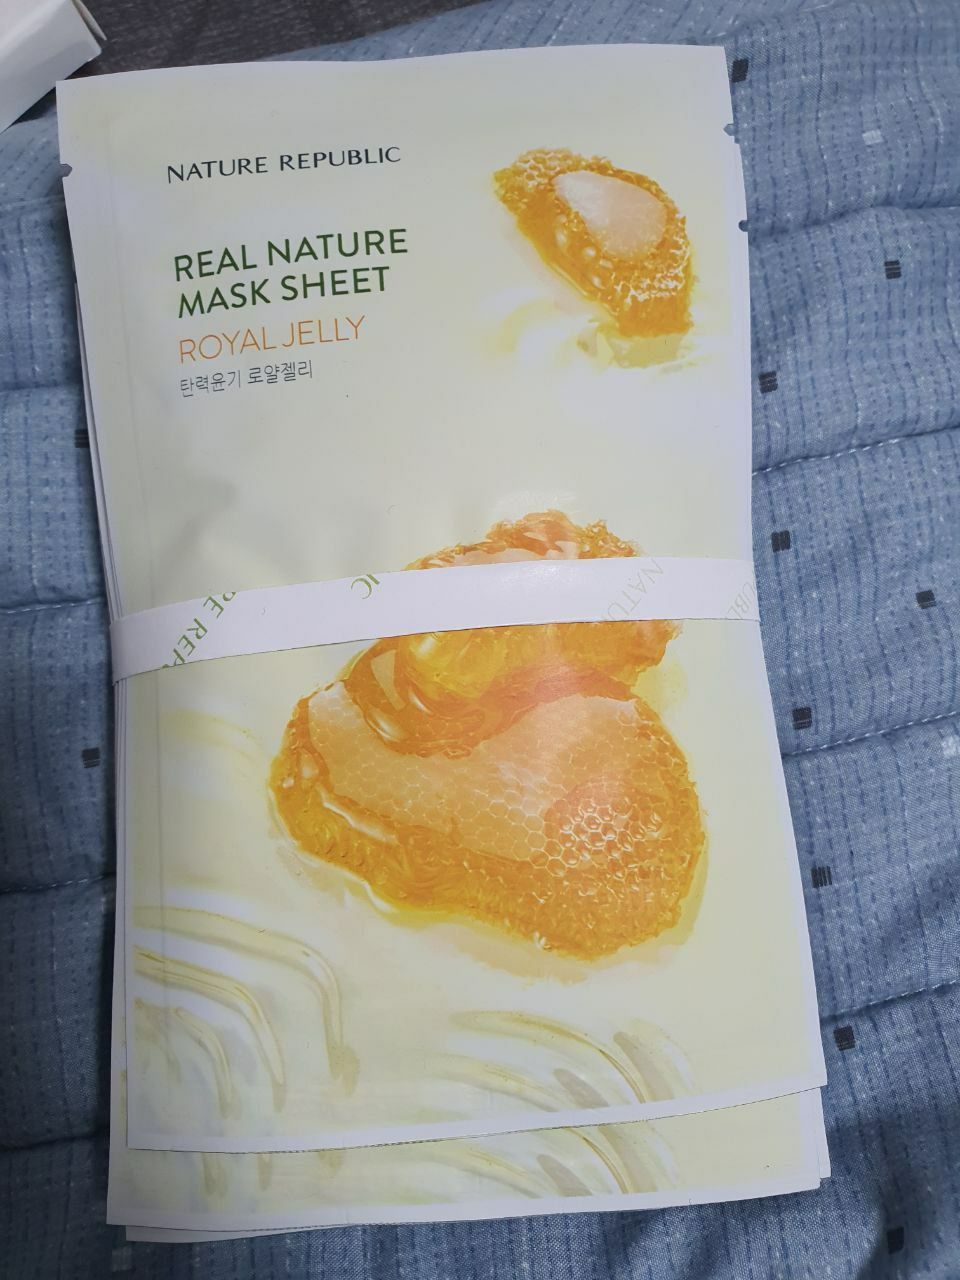 NATURE REPUBLIC
REAL NATURE
MASK SHEET
ROYAL JELLY
탄력윤기 로얄젤리